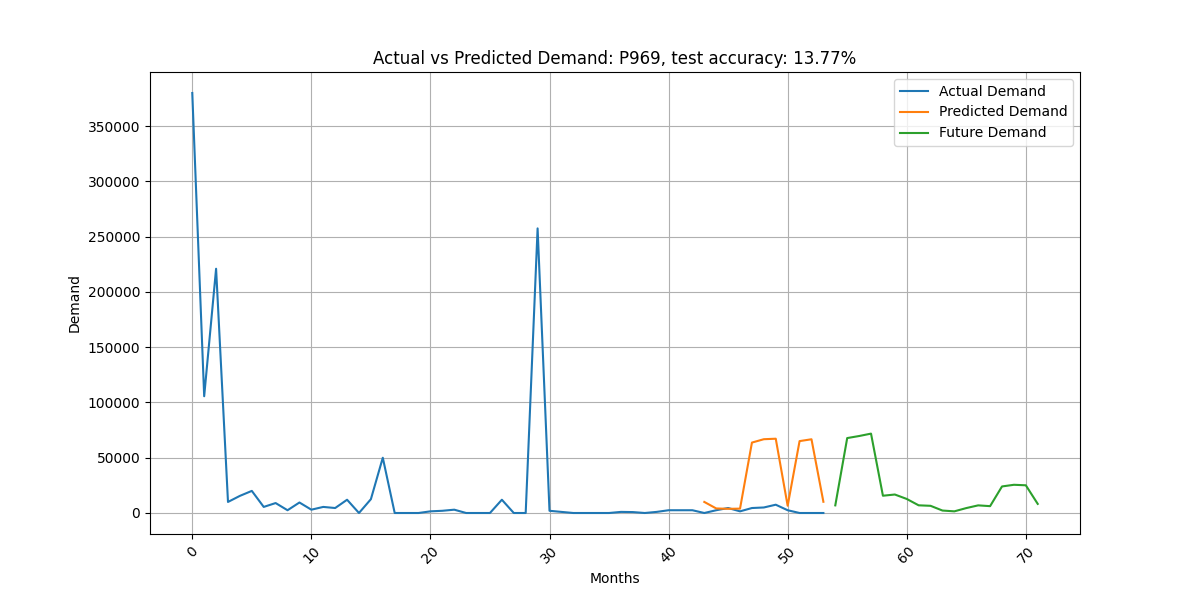 Actual vs Predicted Demand: P969, test accuracy: 13.77%
Actual Demand
Predicted Demand
Future Demand
350000
300000
250000
200000
150000
100000
50000
0
Demand
0
10
20
30
40
50
60
70
Months